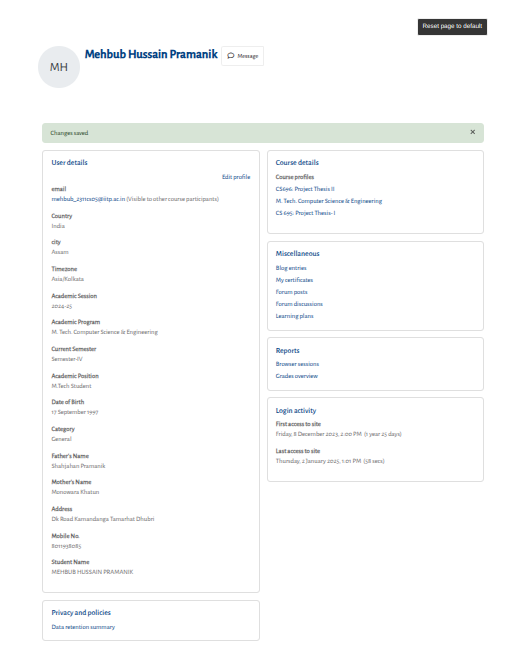 Reset page to default
MH
Mehbub Hussain Pramanik
Message
Changes saved
×
User details
Edit profile
email
(Visible to other course participants)
Country
India
city
Assam
Timezone
Asia/Kolkata
Academic Session
2024-25
Academic Program
M. Tech. Computer Science & Engineering
Current Semester
Semester-IV
Academic Position
M.Tech Student
Date of Birth
17 September 1997
Category
General
Father's Name
Shahjahan Pramanik
Mother's Name
Monowara Khatun
Address
Dk Road Kamandanga Tamarhat Dhubri
Mobile No.
Student Name
MEHBUB HUSSAIN PRAMANIK
Privacy and policies
Data retention summary
Course details
Course profiles
CS696: Project Thesis II
M. Tech. Computer Science & Engineering
CS 695: Project Thesis- I
Miscellaneous
Blog entries
My certificates
Forum posts
Forum discussions
Learning plans
Reports
Browser sessions
Grades overview
Login activity
First access to site
Friday, 8 December 2023, 2:00 PM (1 year 25 days)
Last access to site
Thursday, 2 January 2025, 1:01 PM (58 secs)